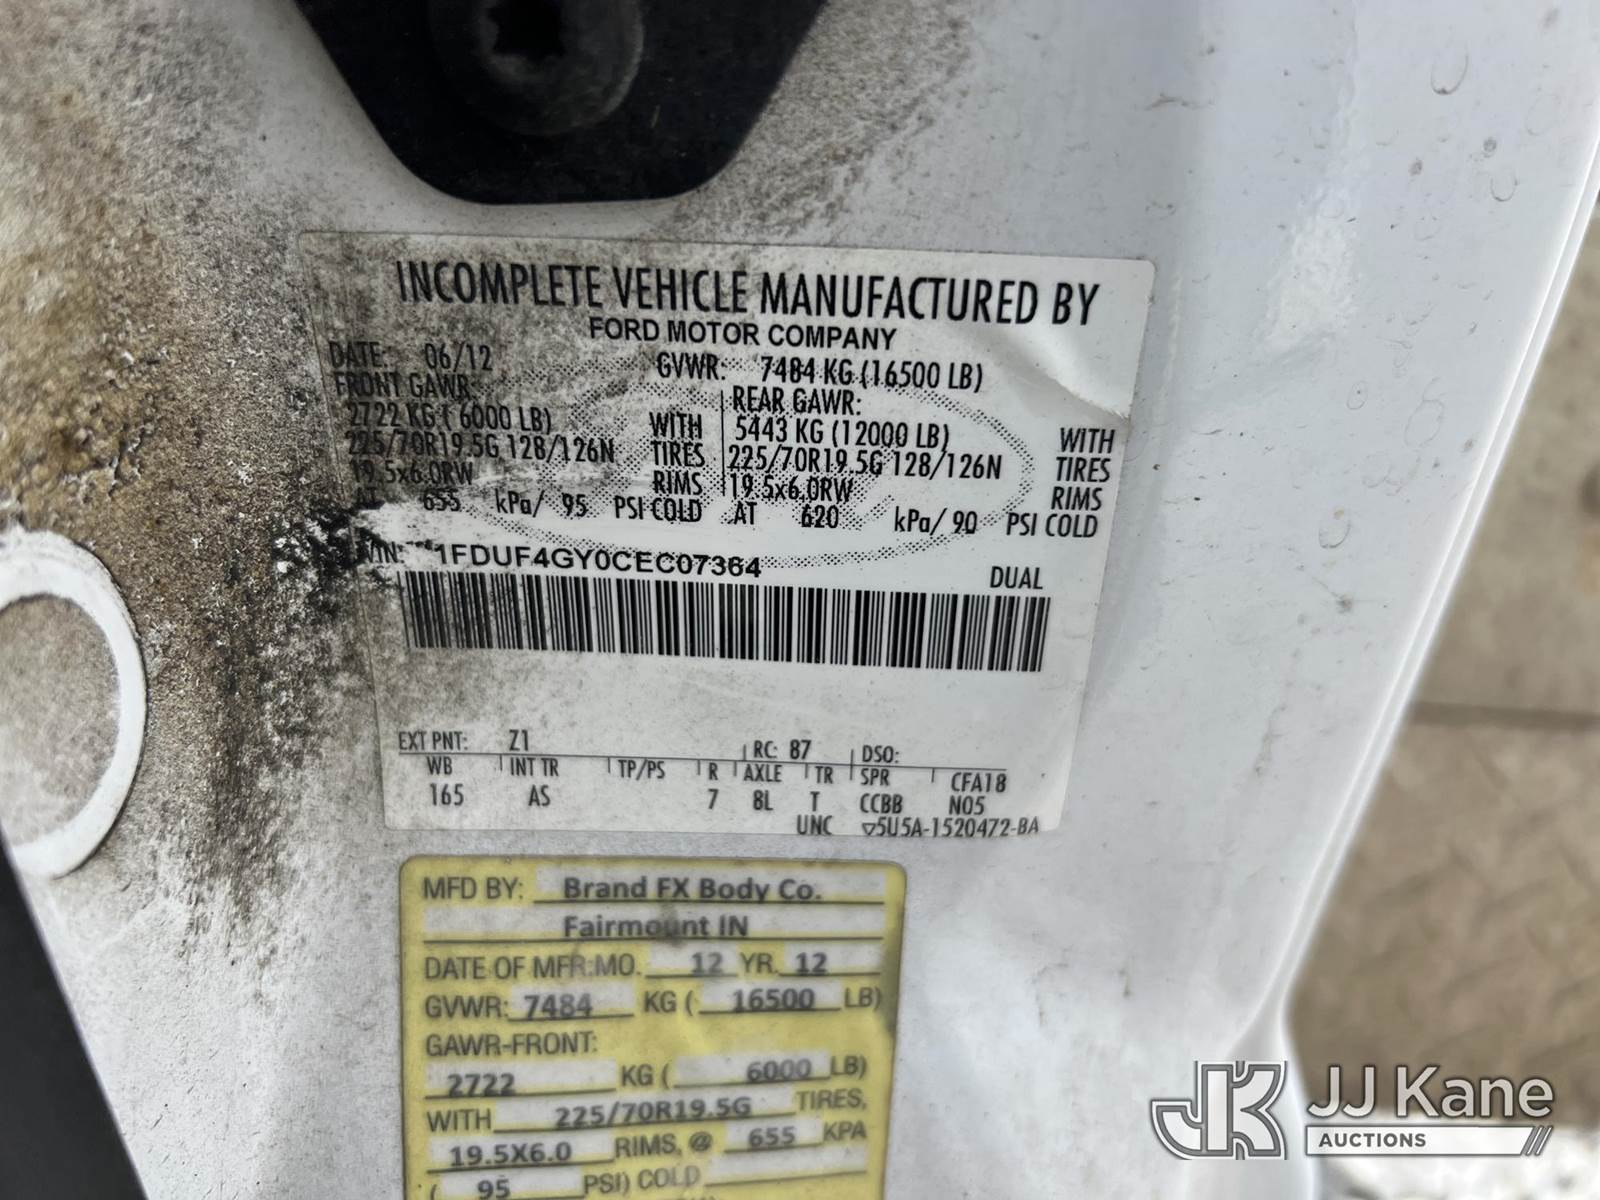 INCOMPLETE VEHICLE MANUFACTURED BY
FORD MOTOR COMPANY
DATE: 06/12 GVWR: 7484 KG (16500 LB)
FRONT GAWR: REAR GAWR:
2722 KG ( 6000 LB) WITH 5443 KG (12000 LB) WITH
225/70R19.5G 128/126N TIRES 225/70R19.5G 128/126N TIRES
19.5x6.0RW RIMS 19.5x6.0RW RIMS
AT 655 kPa/ 95 PSI COLD AT 620 kPa/ 90 PSI COLD
VIN: 1FDUF4GY0CEC07364
DUAL
EXT PNT: Z1 RC: 87 DSO:
WB INT TR TP/PS R AXLE TR SPR CFA18
165 AS 7 8L T CCBB N05
UNC ▽5U5A-1520472-BA
MFD BY: Brand FX Body Co.
Fairmount IN
DATE OF MFR:MO. 12 YR. 12
GVWR: 7484 KG ( 16500 LB)
GAWR-FRONT:
2722 KG ( 6000 LB)
WITH 225/70R19.5G TIRES,
19.5X6.0 RIMS, @ 655 KPA
( 95 PSI) COLD
JK JJ Kane
AUCTIONS